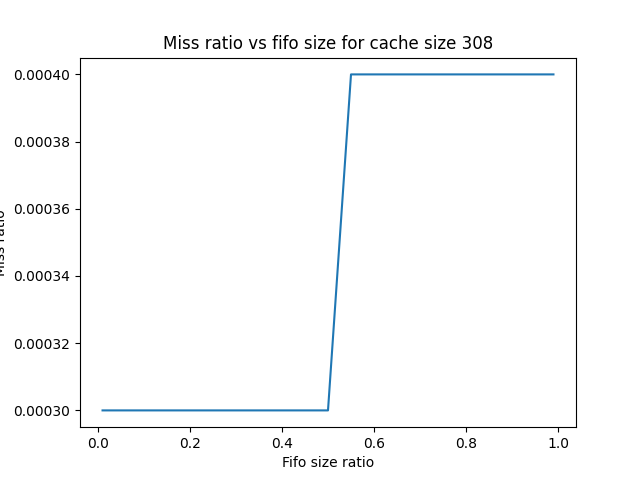 Miss ratio vs fifo size for cache size 308
0.00040
0.00038
0.00036
0.00034
0.00032
0.00030
Miss ratio
0.0 0.2 0.4 0.6 0.8 1.0
Fifo size ratio